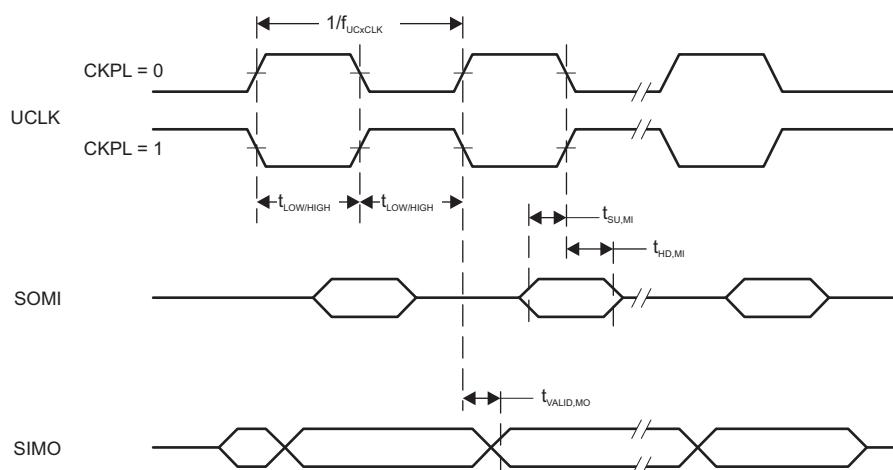 1/fUCxCLK
CKPL = 0
UCLK
CKPL = 1
tLOW/HIGH tLOW/HIGH
tSU,MI
tHD,MI
SOMI
tVALID,MO
SIMO